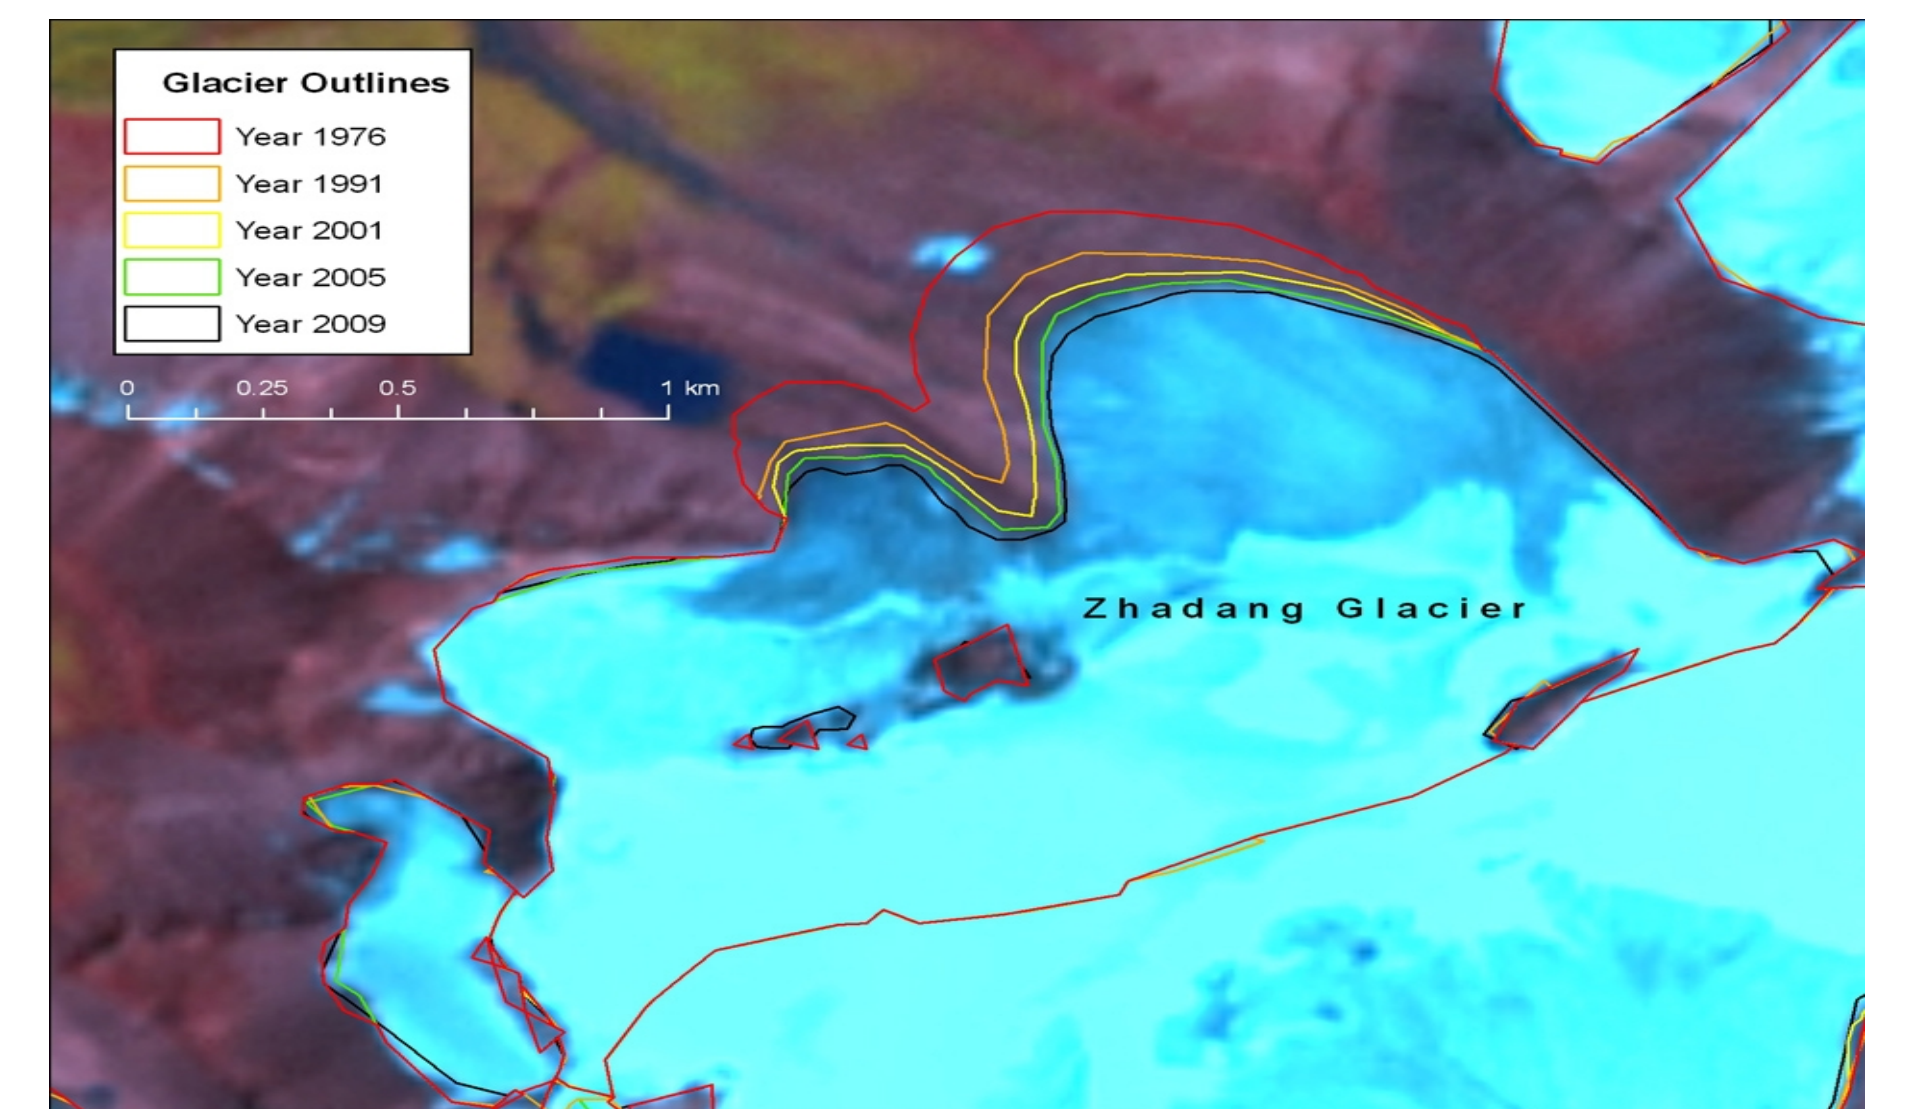 Glacier Outlines
Year 1976
Year 1991
Year 2001
Year 2005
Year 2009
0 0.25 0.5 1 km
Zhadang Glacier